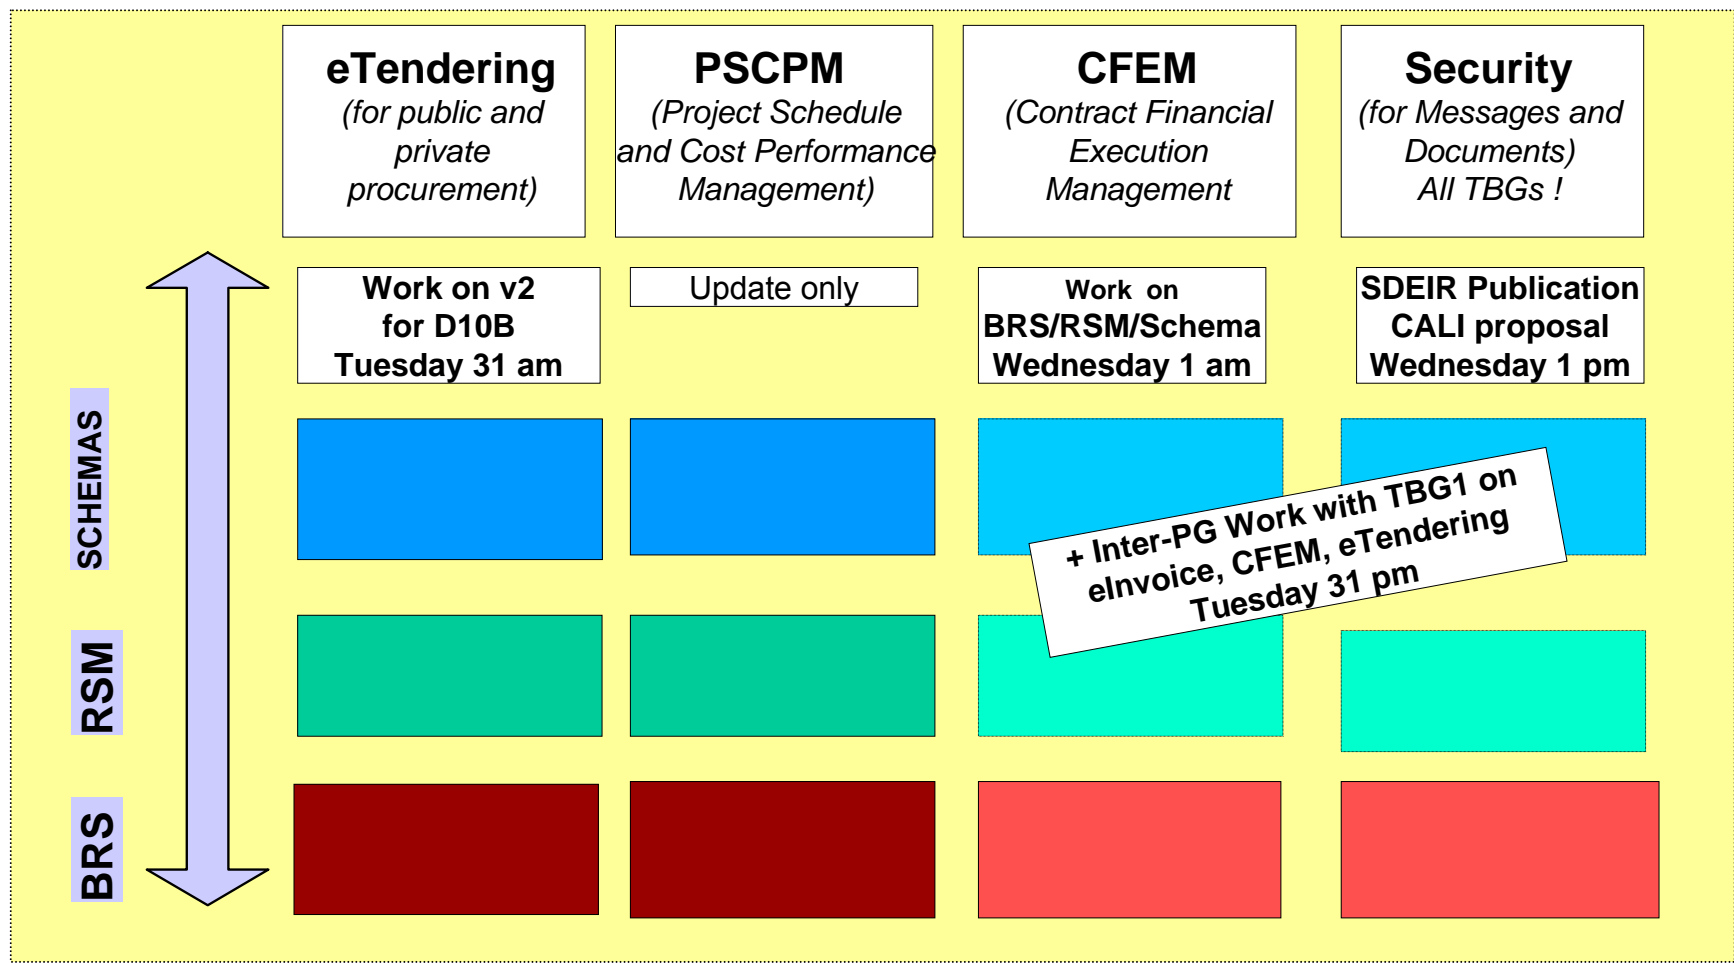 eTendering
(for public and
private
procurement)
PSCPM
(Project Schedule
and Cost Performance
Management)
CFEM
(Contract Financial
Execution
Management
Security
(for Messages and
Documents)
All TBGs !
Work on v2
for D10B
Tuesday 31 am
Update only
Work on
BRS/RSM/Schema
Wednesday 1 am
SDEIR Publication
CALI proposal
Wednesday 1 pm
SCHEMAS
+ Inter-PG Work with TBG1 on
eInvoice, CFEM, eTendering
Tuesday 31 pm
RSM
BRS